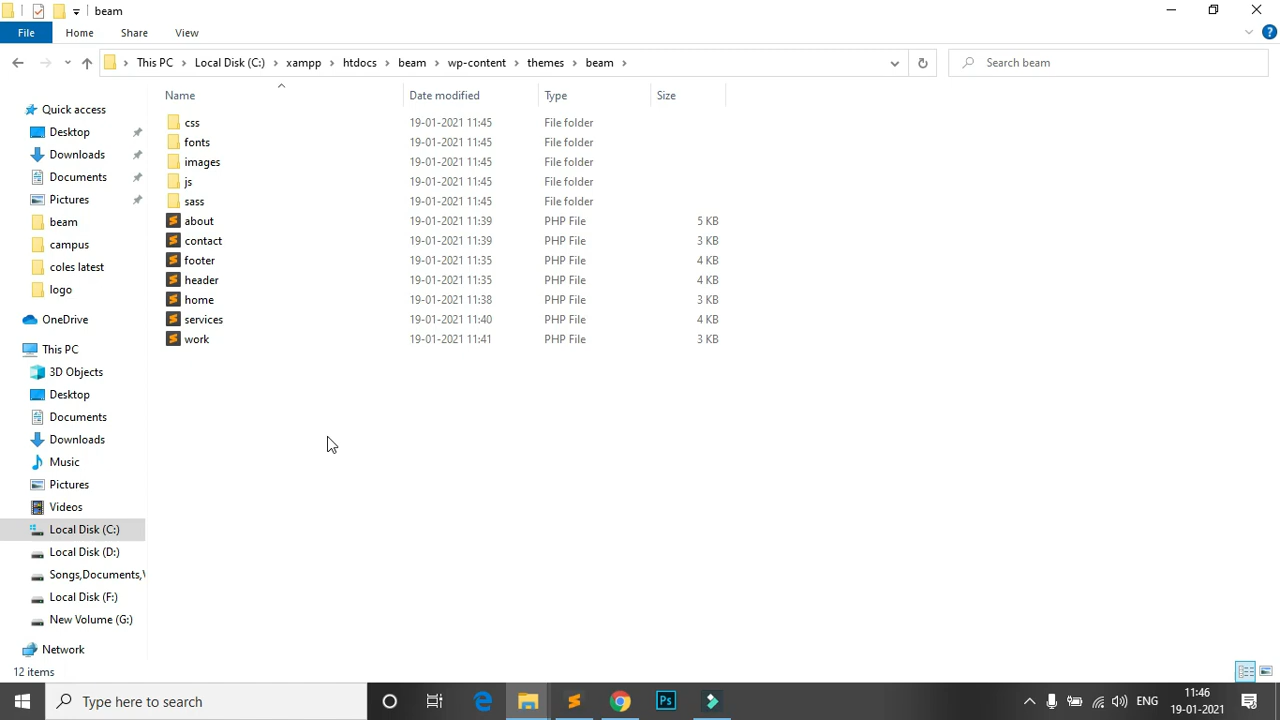 beam
File Home Share View
This PC Local Disk (C:) xampp htdocs beam wp-content themes beam
Search beam
Name Date modified Type Size
css 19-01-2021 11:45 File folder
fonts 19-01-2021 11:45 File folder
images 19-01-2021 11:45 File folder
js 19-01-2021 11:45 File folder
sass 19-01-2021 11:45 File folder
about 19-01-2021 11:39 PHP File 5 KB
contact 19-01-2021 11:39 PHP File 3 KB
footer 19-01-2021 11:35 PHP File 4 KB
header 19-01-2021 11:35 PHP File 4 KB
home 19-01-2021 11:38 PHP File 3 KB
services 19-01-2021 11:40 PHP File 4 KB
work 19-01-2021 11:41 PHP File 3 KB
Quick access
Desktop
Downloads
Documents
Pictures
beam
campus
coles latest
logo
OneDrive
This PC
3D Objects
Desktop
Documents
Downloads
Music
Pictures
Videos
Local Disk (C:)
Local Disk (D:)
Songs,Documents,V
Local Disk (F:)
New Volume (G:)
Network
12 items
Type here to search
Ps
ENG
11:46
19-01-2021